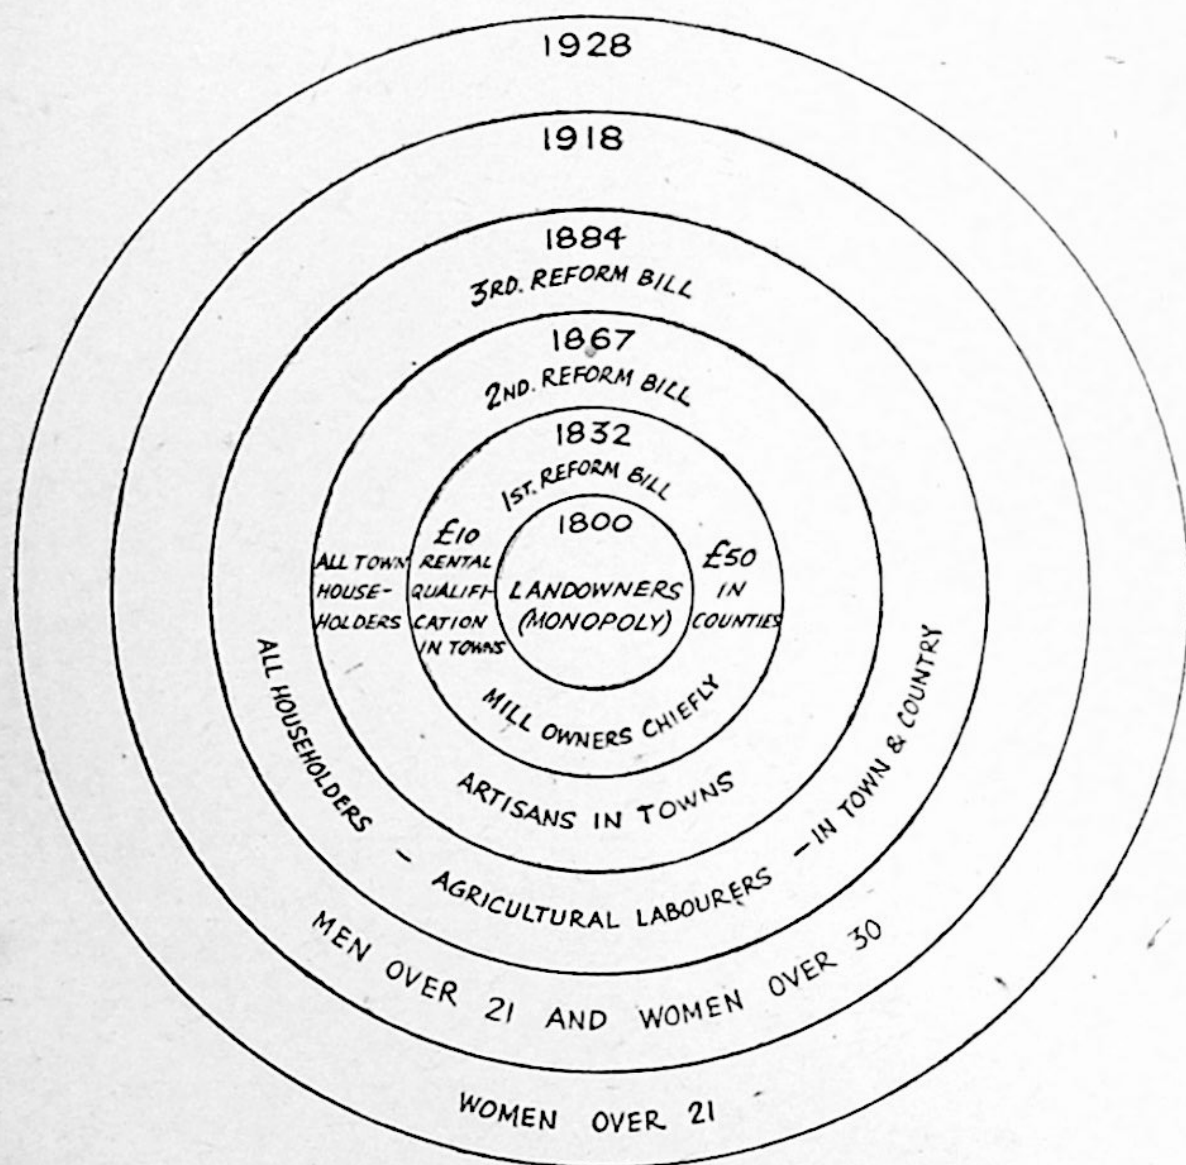 1928
1918
1884
3RD. REFORM BILL
1867
2ND. REFORM BILL
1832
1ST. REFORM BILL
1800
LANDOWNERS
(MONOPOLY)
£10
RENTAL
QUALIFI-
CATION
IN TOWNS
£50
IN
COUNTIES
MILL OWNERS CHIEFLY
ALL TOWN
HOUSE-
HOLDERS
ARTISANS IN TOWNS
ALL HOUSEHOLDERS – AGRICULTURAL LABOURERS – IN TOWN & COUNTRY
MEN OVER 21 AND WOMEN OVER 30
WOMEN OVER 21